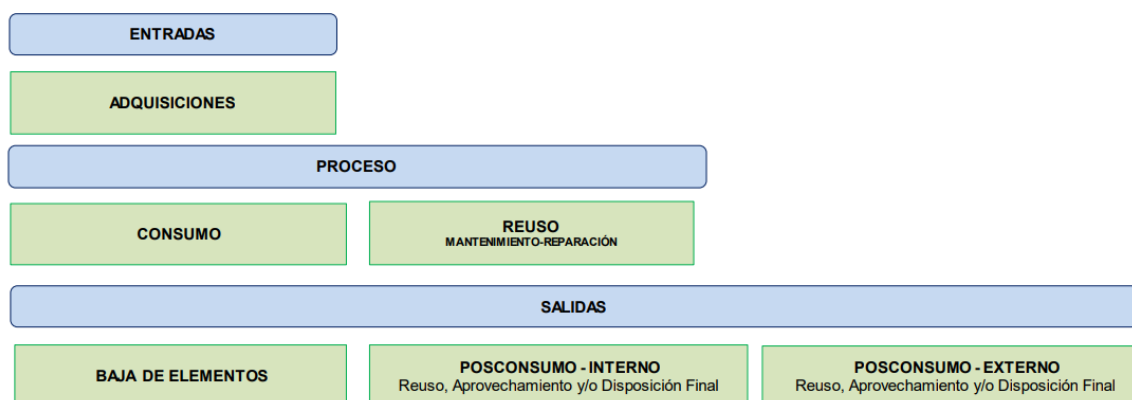 ENTRADAS
ADQUISICIONES
PROCESO
CONSUMO
REUSO
MANTENIMIENTO-REPARACIÓN
SALIDAS
BAJA DE ELEMENTOS
POSCONSUMO - INTERNO
Reuso, Aprovechamiento y/o Disposición Final
POSCONSUMO - EXTERNO
Reuso, Aprovechamiento y/o Disposición Final